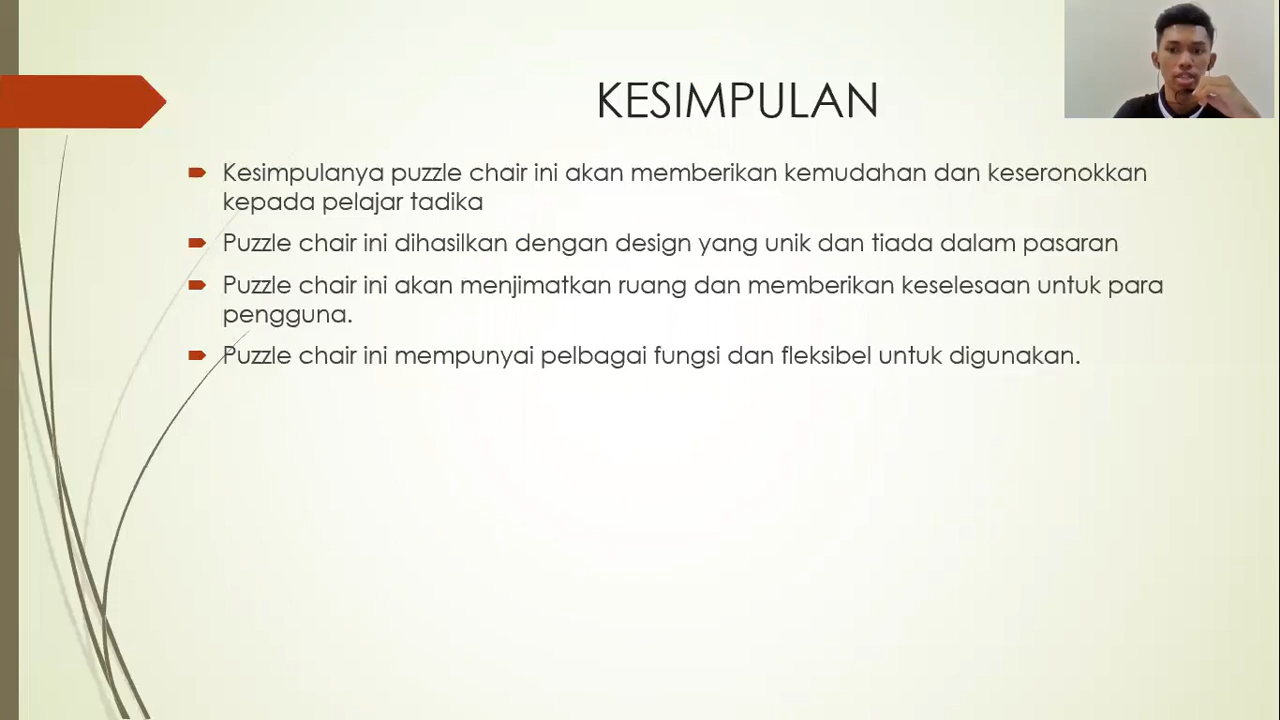 KESIMPULAN
Kesimpulanya puzzle chair ini akan memberikan kemudahan dan keseronokkan
kepada pelajar tadika
Puzzle chair ini dihasilkan dengan design yang unik dan tiada dalam pasaran
Puzzle chair ini akan menjimatkan ruang dan memberikan keselesaan untuk para
pengguna.
Puzzle chair ini mempunyai pelbagai fungsi dan fleksibel untuk digunakan.